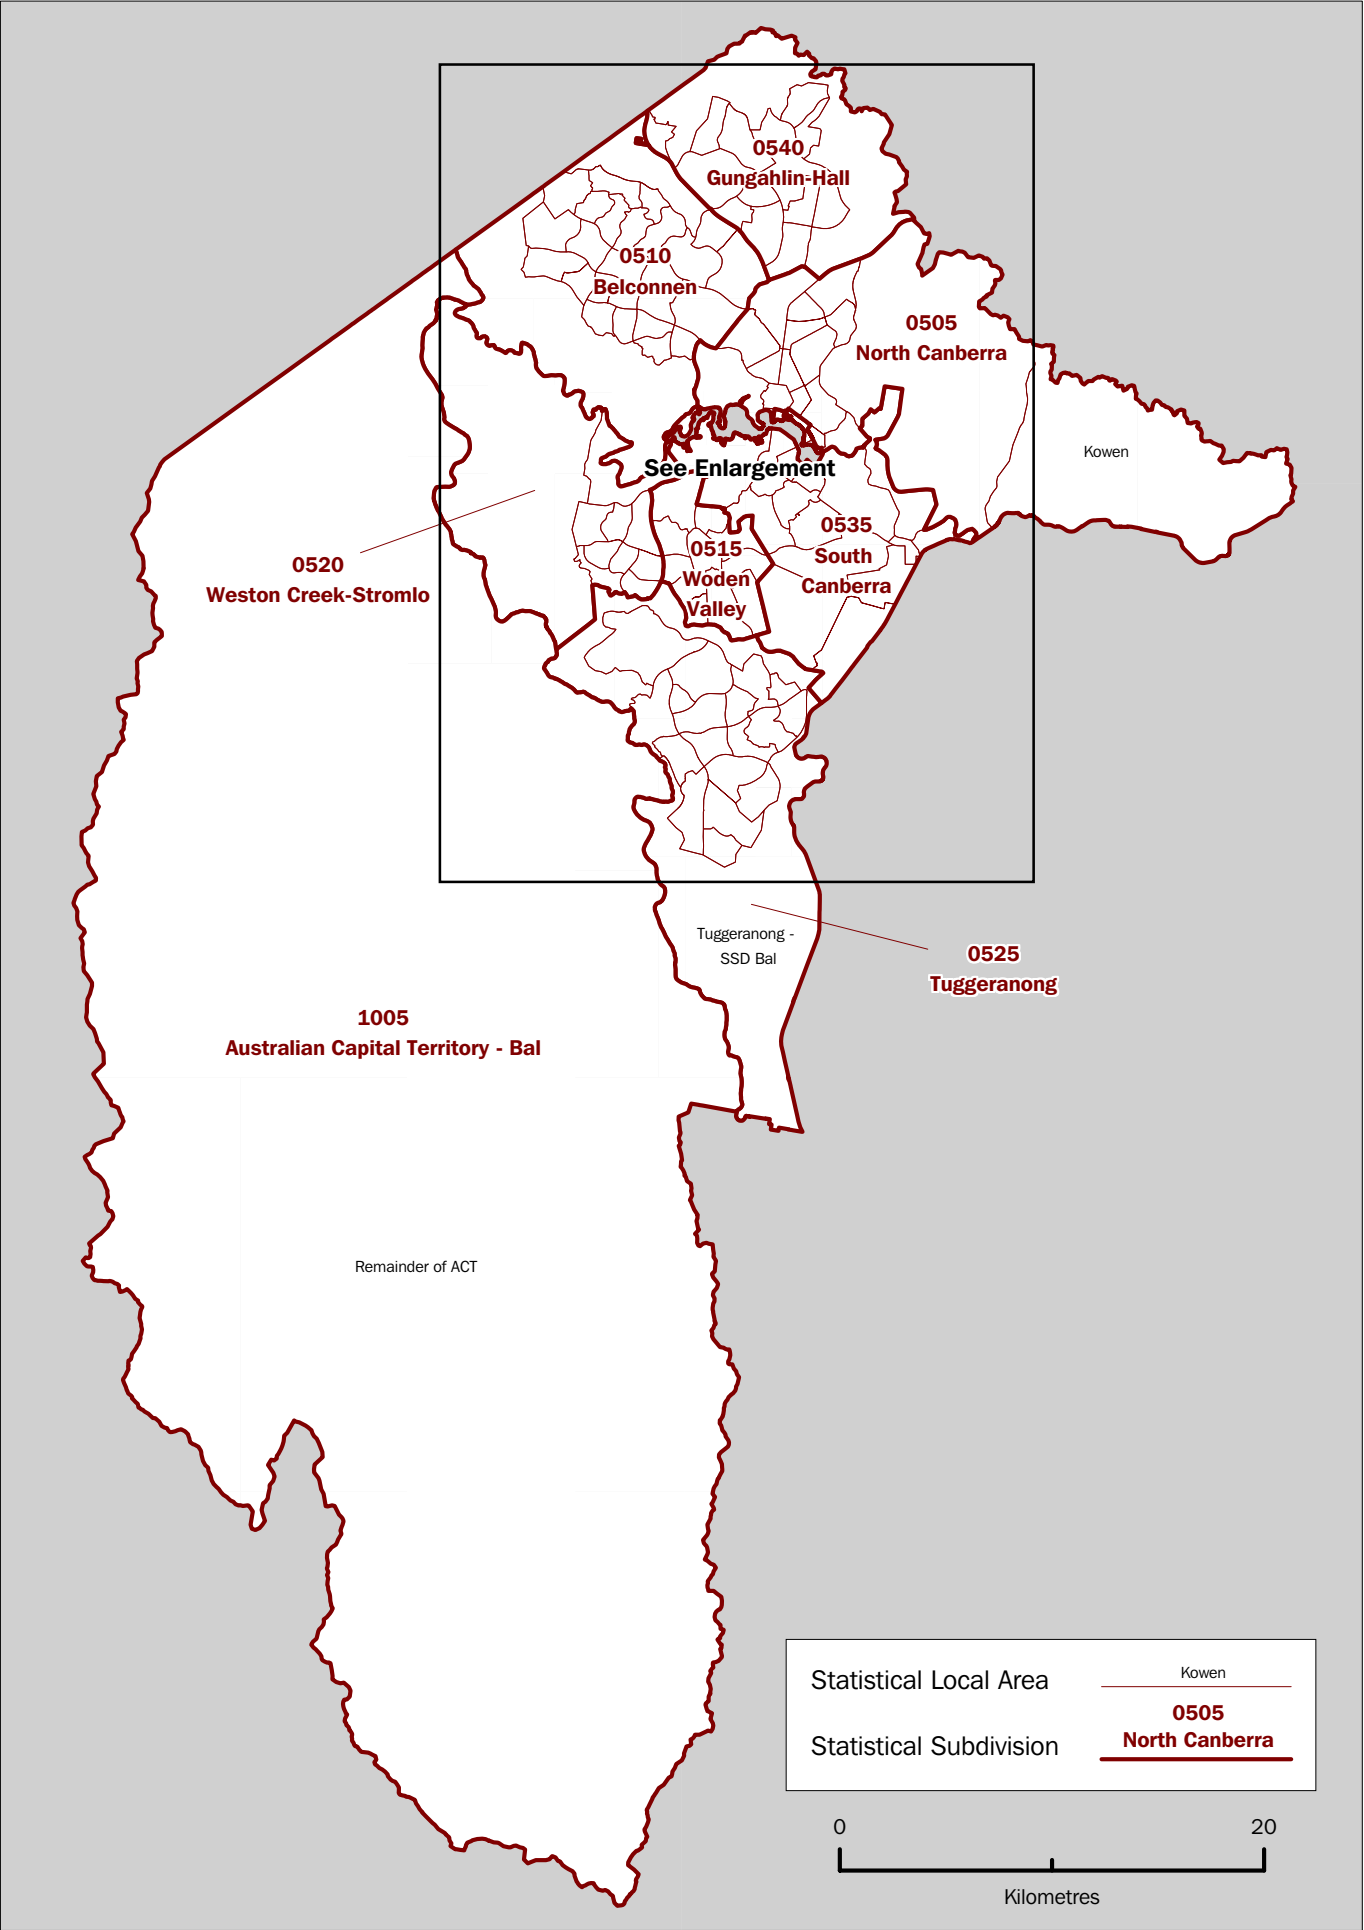 0540
Gungahlin-Hall
0510
Belconnen
0505
North Canberra
Kowen
See Enlargement
0535
South
Canberra
0515
Woden
Valley
0520
Weston Creek-Stromlo
Tuggeranong -
SSD Bal
0525
Tuggeranong
1005
Australian Capital Territory - Bal
Remainder of ACT
Statistical Local Area
Kowen
0505
North Canberra
Statistical Subdivision
0
20
Kilometres